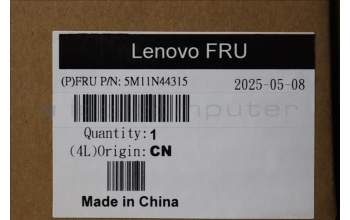 Lenovo FRU
(P)FRU P/N: 5M11N44315
2025-05-08
Quantity:1
(4L)Origin: CN
Made in China